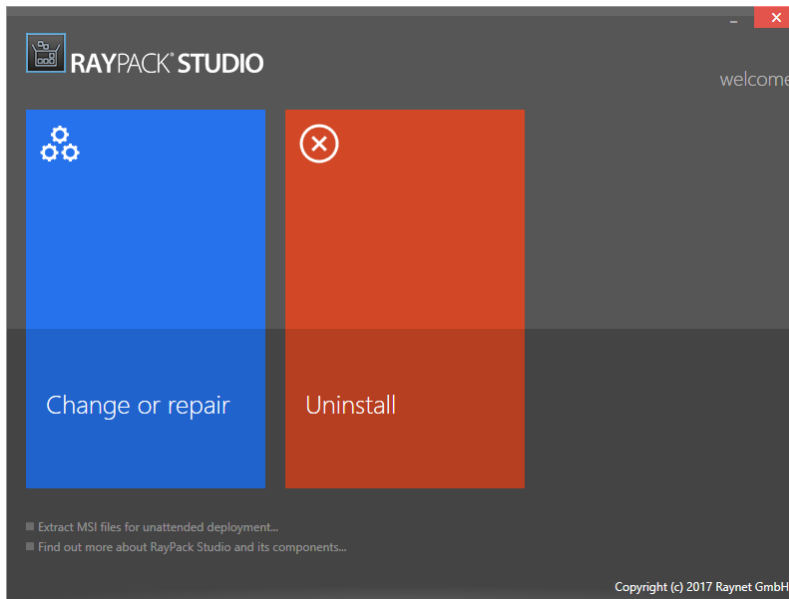 RAYPACK® STUDIO
welcome
Change or repair
Uninstall
Extract MSI files for unattended deployment...
Find out more about RayPack Studio and its components...
Copyright (c) 2017 Raynet GmbH